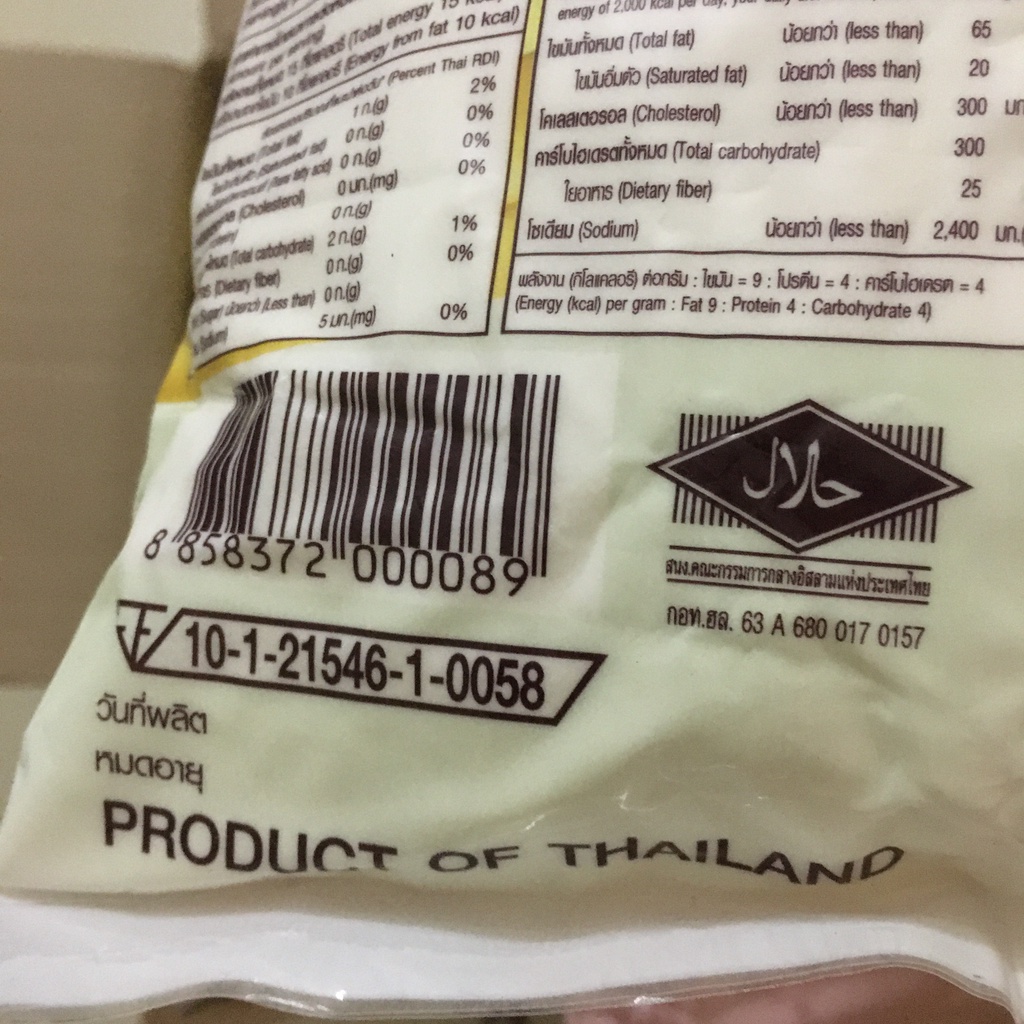 (Total energy 15
(Energy from fat 10 kcal)
(Percent Thai RDI)
1 ก.(g) 2%
(Saturated fat) 0 ก.(g) 0%
0 ก.(g) 0%
(Cholesterol) 0 มก.(mg) 0%
0 ก.(g)
(Total carbohydrate) 2 ก.(g) 1%
(Dietary fiber) 0 ก.(g) 0%
(Less than) 0 ก.(g)
5 มก.(mg) 0%
energy of 2,000 kcal per day,
ไขมันทั้งหมด (Total fat) น้อยกว่า (less than) 65
ไขมันอิ่มตัว (Saturated fat) น้อยกว่า (less than) 20
โคเลสเตอรอล (Cholesterol) น้อยกว่า (less than) 300 มก
คาร์โบไฮเดรตทั้งหมด (Total carbohydrate) 300
ใยอาหาร (Dietary fiber) 25
โซเดียม (Sodium) น้อยกว่า (less than) 2,400 มก.
พลังงาน (กิโลแคลอรี) ต่อกรัม : ไขมัน = 9 : โปรตีน = 4 : คาร์โบไฮเดรต = 4
(Energy (kcal) per gram : Fat 9 : Protein 4 : Carbohydrate 4)
8 858372 000089
حلال
สนง.คณะกรรมการกลางอิสลามแห่งประเทศไทย
กอท.ฮล. 63 A 680 017 0157
10-1-21546-1-0058
วันที่ผลิต
หมดอายุ
PRODUCT OF THAILAND